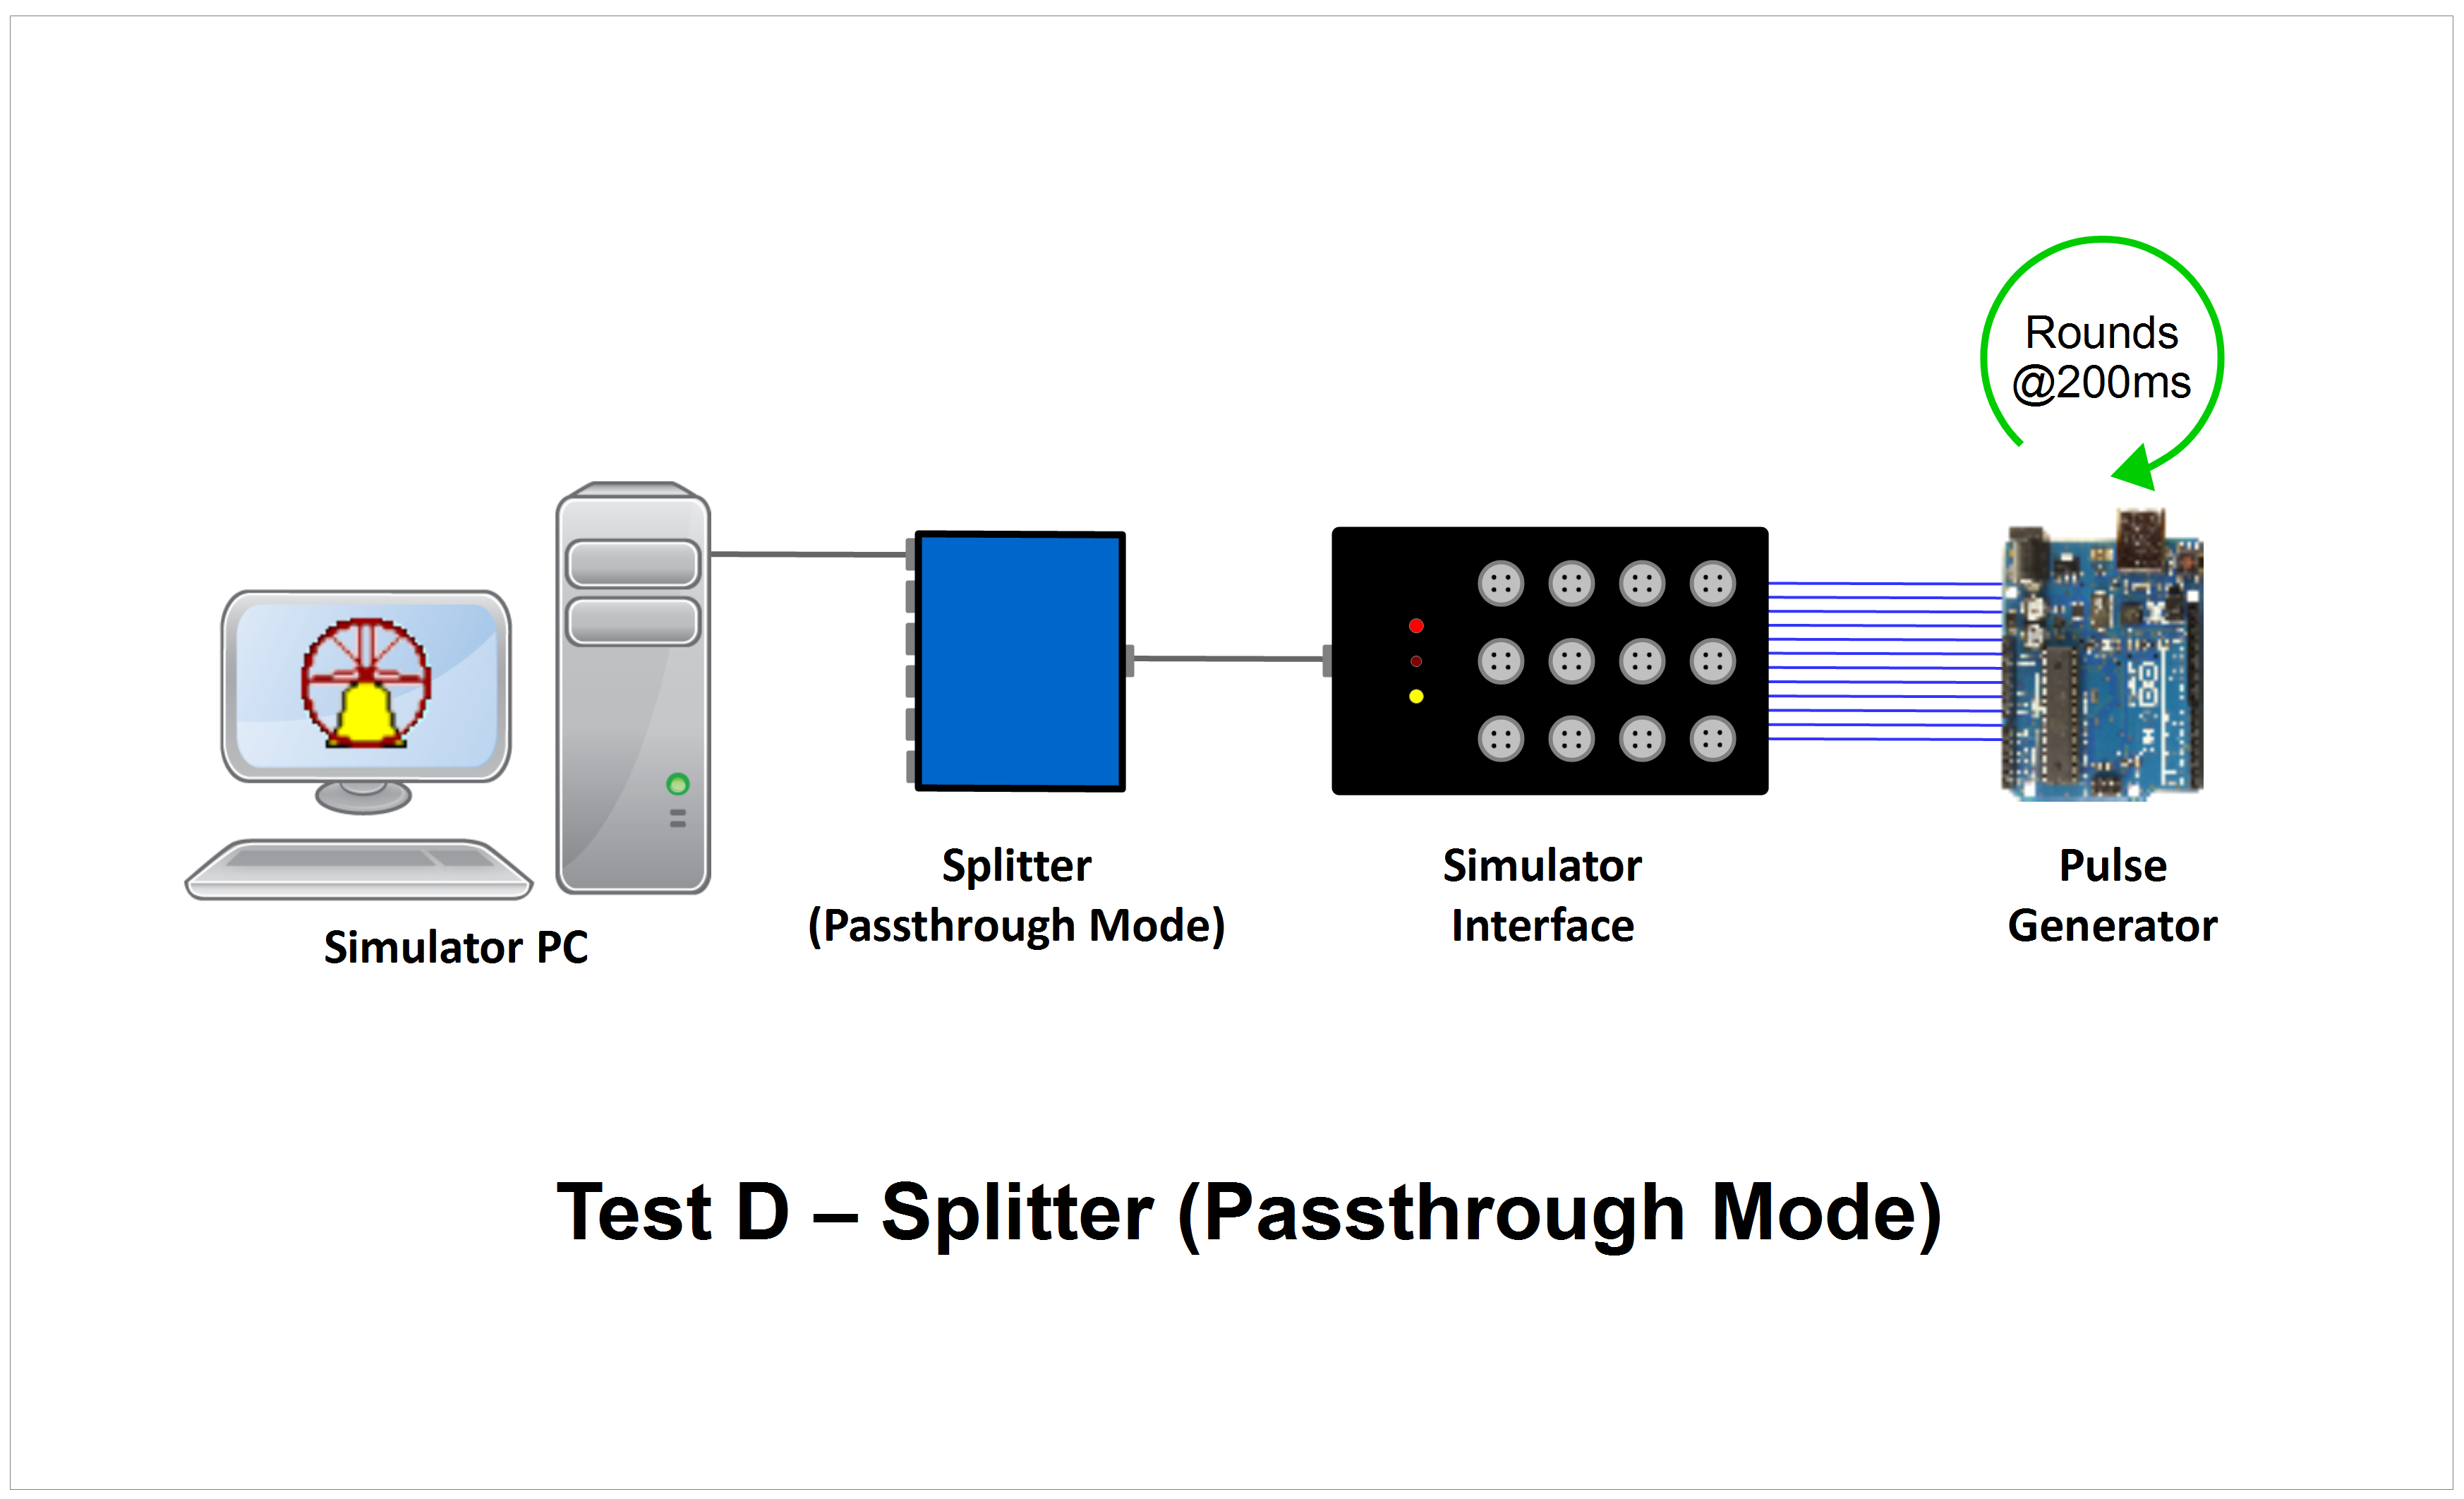 Rounds
@200ms
Simulator PC
Splitter
(Passthrough Mode)
Simulator
Interface
Pulse
Generator
Test D – Splitter (Passthrough Mode)